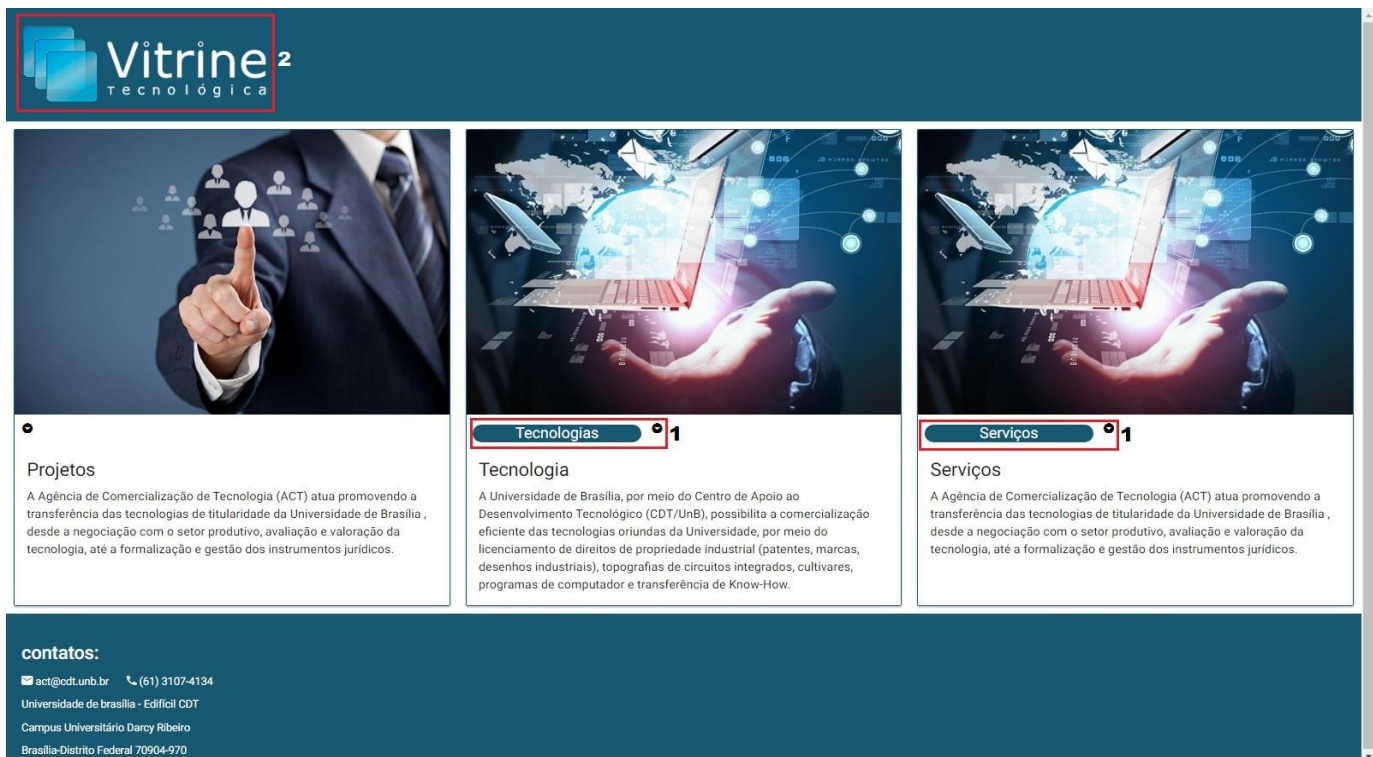 Vitrine
Tecnológica
2
Tecnologias
1
Serviços
1
Projetos
A Agência de Comercialização de Tecnologia (ACT) atua promovendo a
transferência das tecnologias de titularidade da Universidade de Brasília ,
desde a negociação com o setor produtivo, avaliação e valoração da
tecnologia, até a formalização e gestão dos instrumentos jurídicos.
Tecnologia
A Universidade de Brasília, por meio do Centro de Apoio ao
Desenvolvimento Tecnológico (CDT/UnB), possibilita a comercialização
eficiente das tecnologias oriundas da Universidade, por meio do
licenciamento de direitos de propriedade industrial (patentes, marcas,
desenhos industriais), topografias de circuitos integrados, cultivares,
programas de computador e transferência de Know-How.
Serviços
A Agência de Comercialização de Tecnologia (ACT) atua promovendo a
transferência das tecnologias de titularidade da Universidade de Brasília ,
desde a negociação com o setor produtivo, avaliação e valoração da
tecnologia, até a formalização e gestão dos instrumentos jurídicos.
contatos:
act@cdt.unb.br (61) 3107-4134
Universidade de brasília - Edifícil CDT
Campus Universitário Darcy Ribeiro
Brasília-Distrito Federal 70904-970